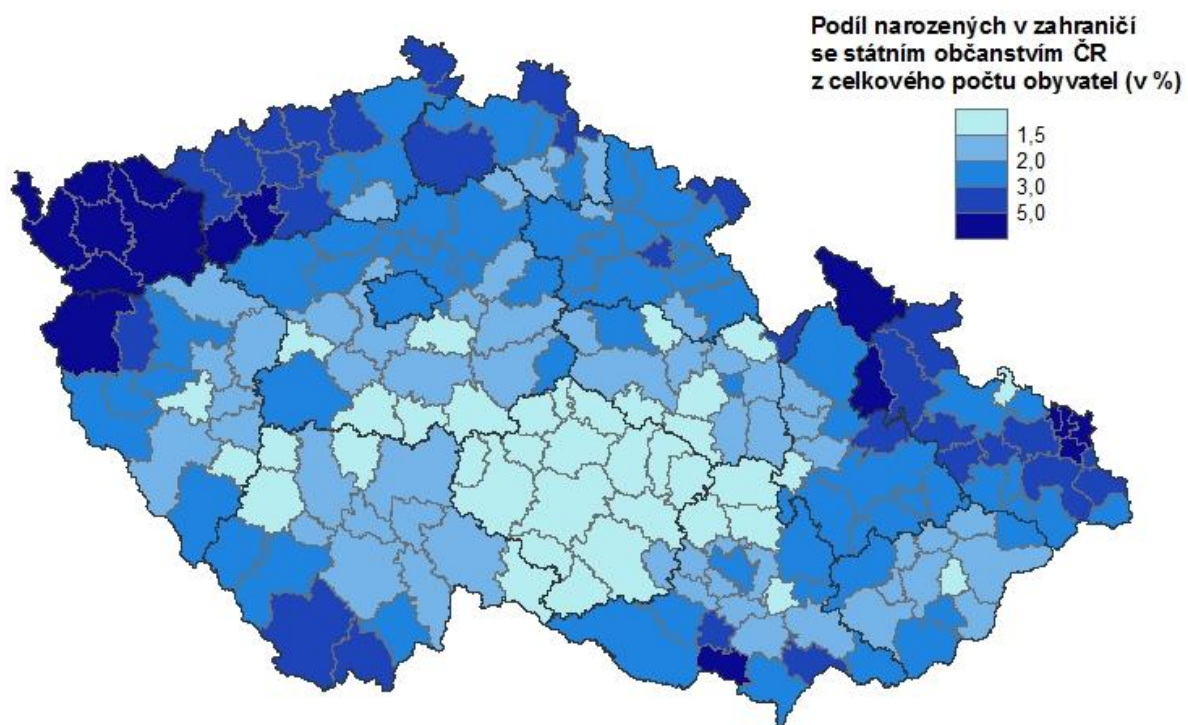 Podíl narozených v zahraničí
se státním občanstvím ČR
z celkového počtu obyvatel (v %)
1,5
2,0
3,0
5,0